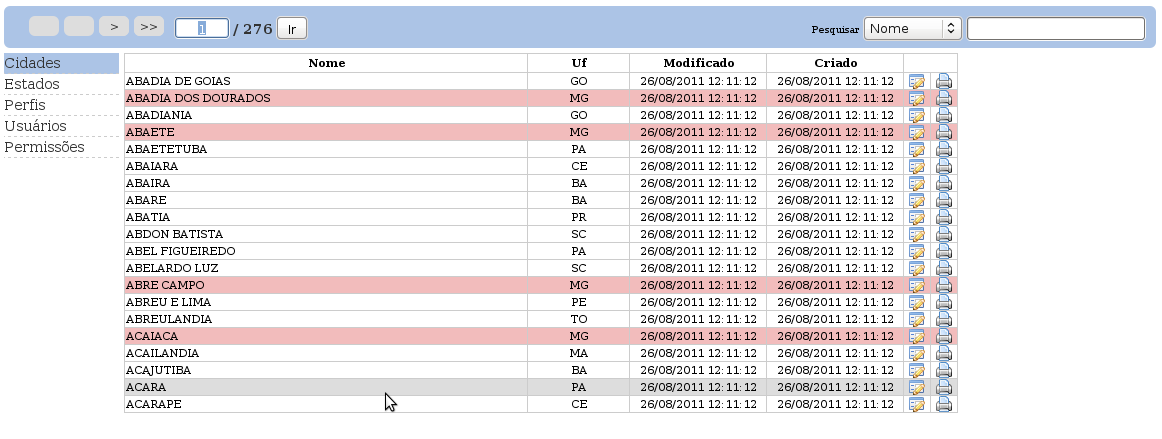 > >> 1 / 276 Ir Pesquisar Nome
Cidades
Estados
Perfis
Usuários
Permissões
Nome Uf Modificado Criado
ABADIA DE GOIAS GO 26/08/2011 12:11:12 26/08/2011 12:11:12
ABADIA DOS DOURADOS MG 26/08/2011 12:11:12 26/08/2011 12:11:12
ABADIANIA GO 26/08/2011 12:11:12 26/08/2011 12:11:12
ABAETE MG 26/08/2011 12:11:12 26/08/2011 12:11:12
ABAETETUBA PA 26/08/2011 12:11:12 26/08/2011 12:11:12
ABAIARA CE 26/08/2011 12:11:12 26/08/2011 12:11:12
ABAIRA BA 26/08/2011 12:11:12 26/08/2011 12:11:12
ABARE BA 26/08/2011 12:11:12 26/08/2011 12:11:12
ABATIA PR 26/08/2011 12:11:12 26/08/2011 12:11:12
ABDON BATISTA SC 26/08/2011 12:11:12 26/08/2011 12:11:12
ABEL FIGUEIREDO PA 26/08/2011 12:11:12 26/08/2011 12:11:12
ABELARDO LUZ SC 26/08/2011 12:11:12 26/08/2011 12:11:12
ABRE CAMPO MG 26/08/2011 12:11:12 26/08/2011 12:11:12
ABREU E LIMA PE 26/08/2011 12:11:12 26/08/2011 12:11:12
ABREULANDIA TO 26/08/2011 12:11:12 26/08/2011 12:11:12
ACAIACA MG 26/08/2011 12:11:12 26/08/2011 12:11:12
ACAILANDIA MA 26/08/2011 12:11:12 26/08/2011 12:11:12
ACAJUTIBA BA 26/08/2011 12:11:12 26/08/2011 12:11:12
ACARA PA 26/08/2011 12:11:12 26/08/2011 12:11:12
ACARAPE CE 26/08/2011 12:11:12 26/08/2011 12:11:12